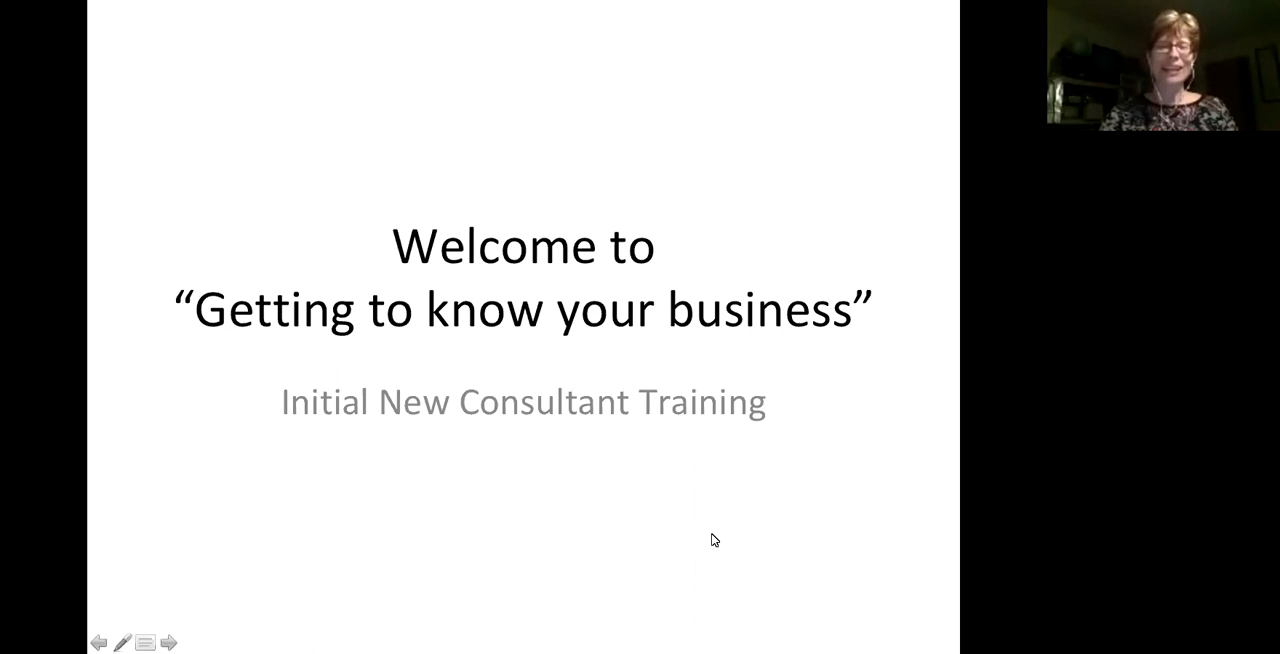 Welcome to
“Getting to know your business”
Initial New Consultant Training